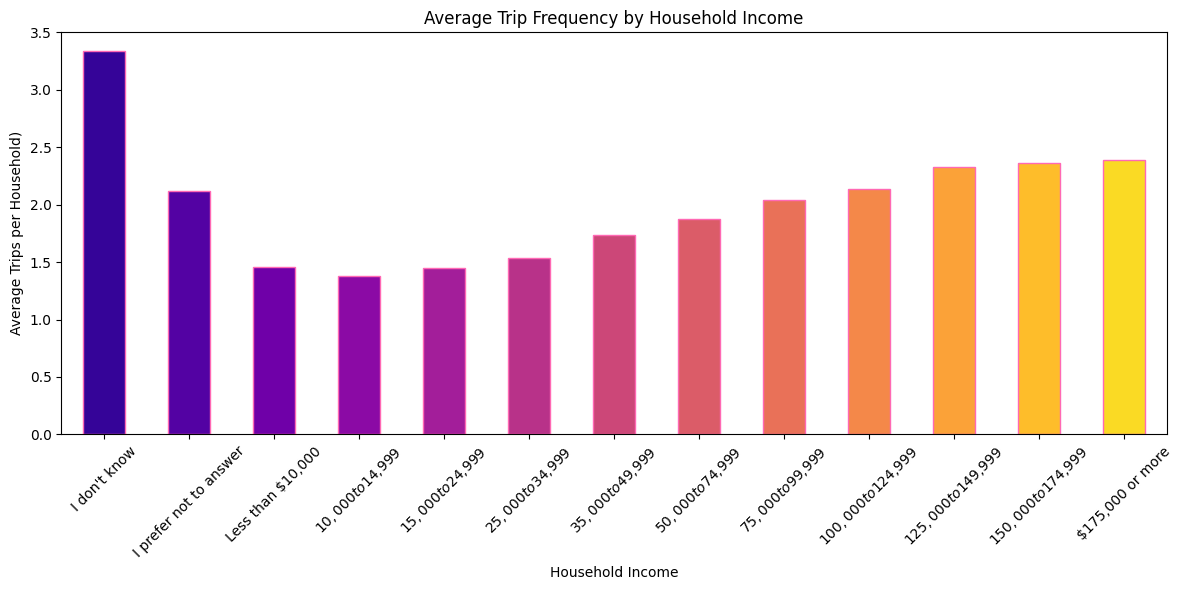 Average Trip Frequency by Household Income
Average Trips per Household)
3.5
3.0
2.5
2.0
1.5
1.0
0.5
0.0
I don't know
I prefer not to answer
Less than $10,000
10,000to14,999
15,000to24,999
25,000to34,999
35,000to49,999
50,000to74,999
75,000to99,999
100,000to124,999
125,000to149,999
150,000to174,999
$175,000 or more
Household Income